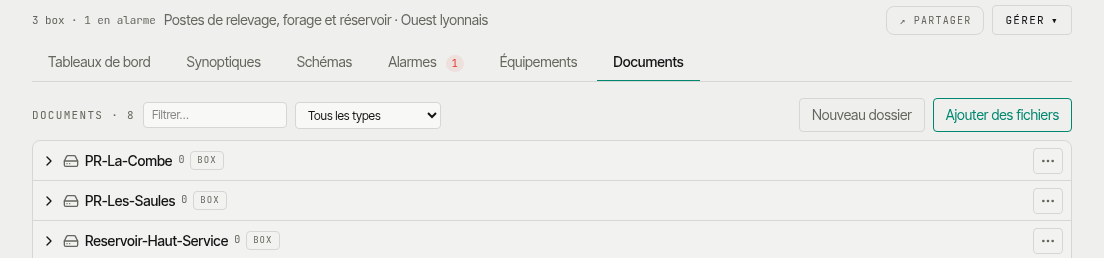 3 box · 1 en alarme Postes de relevage, forage et réservoir · Ouest lyonnais ↗ PARTAGER GÉRER ▾
Tableaux de bord Synoptiques Schémas Alarmes 1 Équipements Documents
DOCUMENTS · 8 Filtrer... Tous les types Nouveau dossier Ajouter des fichiers
PR-La-Combe 0 BOX
PR-Les-Saules 0 BOX
Reservoir-Haut-Service 0 BOX